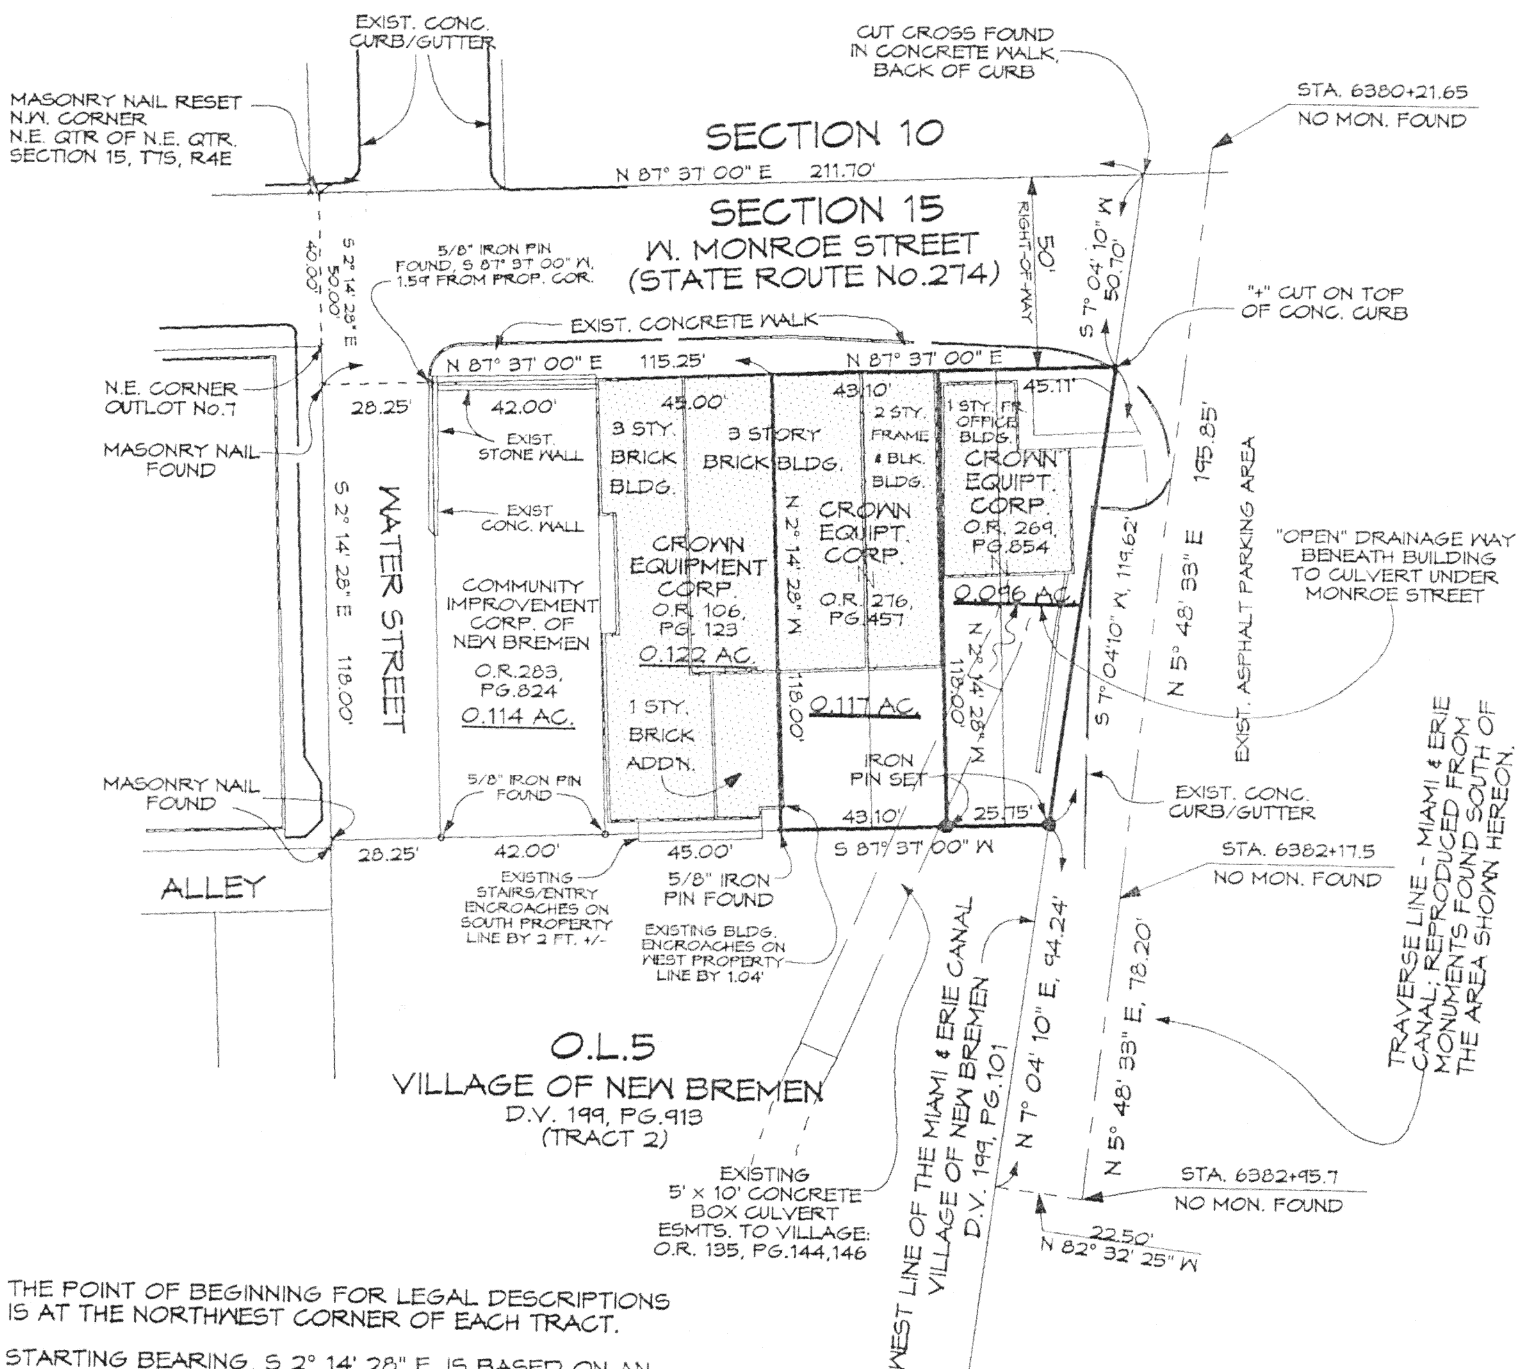 EXIST. CONC.
CURB/GUTTER
CUT CROSS FOUND
IN CONCRETE WALK,
BACK OF CURB
MASONRY NAIL RESET
N.W. CORNER
N.E. QTR OF N.E. QTR.
SECTION 15, T7S, R4E
STA. 6380+21.65
NO MON. FOUND
SECTION 10
N 87° 37' 00" E 211.70'
SECTION 15
W. MONROE STREET
(STATE ROUTE No.274)
5/8" IRON PIN
FOUND, S 87° 37' 00" W,
1.59 FROM PROP. COR.
S 2° 14' 28" E
50.00'
40.00'
50'
RIGHT-OF-WAY
S 7° 04' 10" W
50.70'
"+" CUT ON TOP
OF CONC. CURB
EXIST. CONCRETE WALK
N 87° 37' 00" E 115.25'
N 87° 37' 00" E
N.E. CORNER
OUTLOT No.7
MASONRY NAIL
FOUND
28.25'
42.00'
45.00'
43.10'
45.11'
EXIST.
STONE WALL
EXIST
CONC. WALL
3 STY.
BRICK
BLDG.
3 STORY
BRICK BLDG.
2 STY.
FRAME
& BLK.
BLDG.
1 STY. FR.
OFFICE
BLDG.
CROWN
EQUIPT.
CORP.
O.R. 269,
PG.854
0.096 AC.
CROWN
EQUIPT.
CORP.
O.R. 276,
PG.457
0.117 AC.
CROWN
EQUIPMENT
CORP.
O.R. 106,
PG. 123
0.122 AC.
1 STY.
BRICK
ADD'N.
COMMUNITY
IMPROVEMENT
CORP. OF
NEW BREMEN
O.R.283,
PG.824
0.114 AC.
WATER STREET
S 2° 14' 28" E 118.00'
N 2° 14' 28" W
118.00'
N 2° 14' 28" W
118.00'
S 7° 04'10" W, 119.62'
N 5° 48' 33" E 195.85'
EXIST. ASPHALT PARKING AREA
"OPEN" DRAINAGE WAY
BENEATH BUILDING
TO CULVERT UNDER
MONROE STREET
IRON
PIN SET
MASONRY NAIL
FOUND
5/8" IRON PIN
FOUND
EXIST. CONC.
CURB/GUTTER
28.25'
42.00'
45.00'
43.10'
25.75'
S 87° 37' 00" W
STA. 6382+17.5
NO MON. FOUND
ALLEY
EXISTING
STAIRS/ENTRY
ENCROACHES ON
SOUTH PROPERTY
LINE BY 2 FT. +/-
5/8" IRON
PIN FOUND
EXISTING BLDG.
ENCROACHES ON
WEST PROPERTY
LINE BY 1.04'
TRAVERSE LINE - MIAMI & ERIE
CANAL; REPRODUCED FROM
MONUMENTS FOUND SOUTH OF
THE AREA SHOWN HEREON.
O.L.5
VILLAGE OF NEW BREMEN
D.V. 199, PG.913
(TRACT 2)
WEST LINE OF THE MIAMI & ERIE CANAL
VILLAGE OF NEW BREMEN
D.V. 199, PG.101
N 7° 04' 10" E, 94.24'
N 5° 48' 33" E, 78.20'
EXISTING
5' x 10' CONCRETE
BOX CULVERT
ESMTS. TO VILLAGE:
O.R. 135, PG.144,146
STA. 6382+95.7
NO MON. FOUND
22.50'
N 82° 32' 25" W
THE POINT OF BEGINNING FOR LEGAL DESCRIPTIONS
IS AT THE NORTHWEST CORNER OF EACH TRACT.
STARTING BEARING, S 2° 14' 28" E, IS BASED ON AN